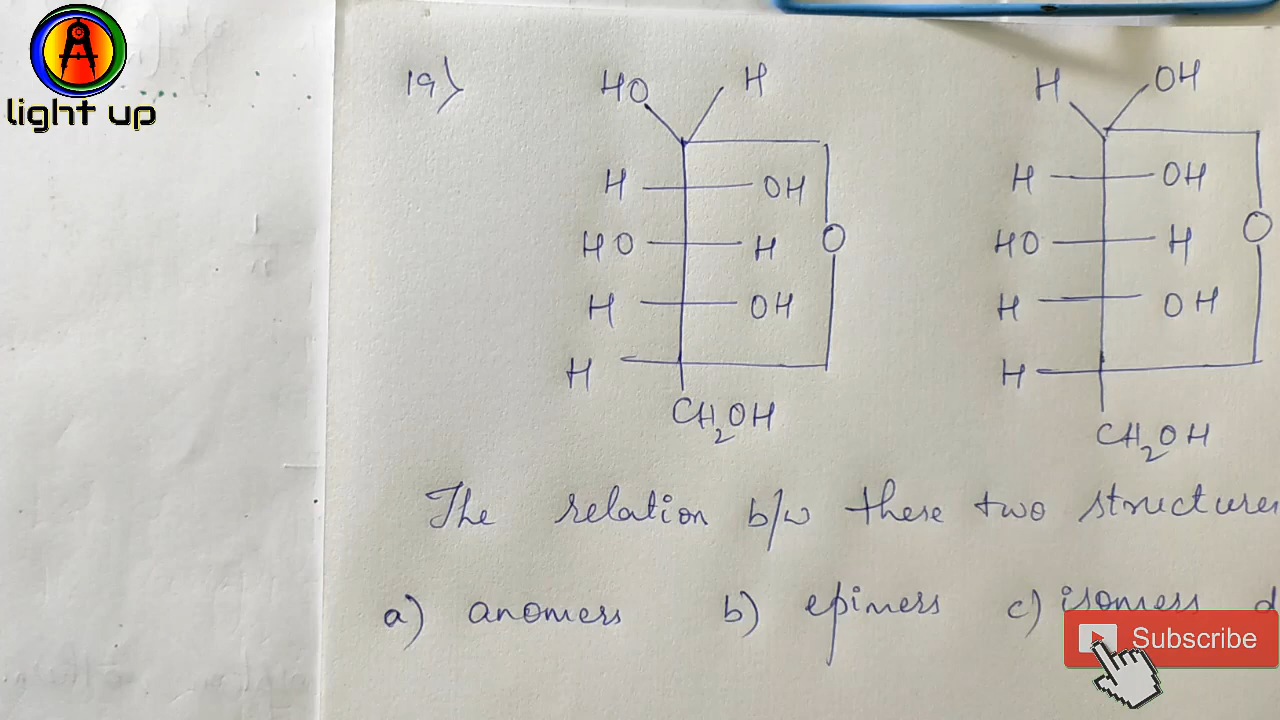 light up
19)
HO H H OH
H OH H OH
HO H O HO H O
H OH H OH
H H
CH2OH CH2OH
The relation b/w these two structures
a) anomers b) epimers c) isomers d
Subscribe